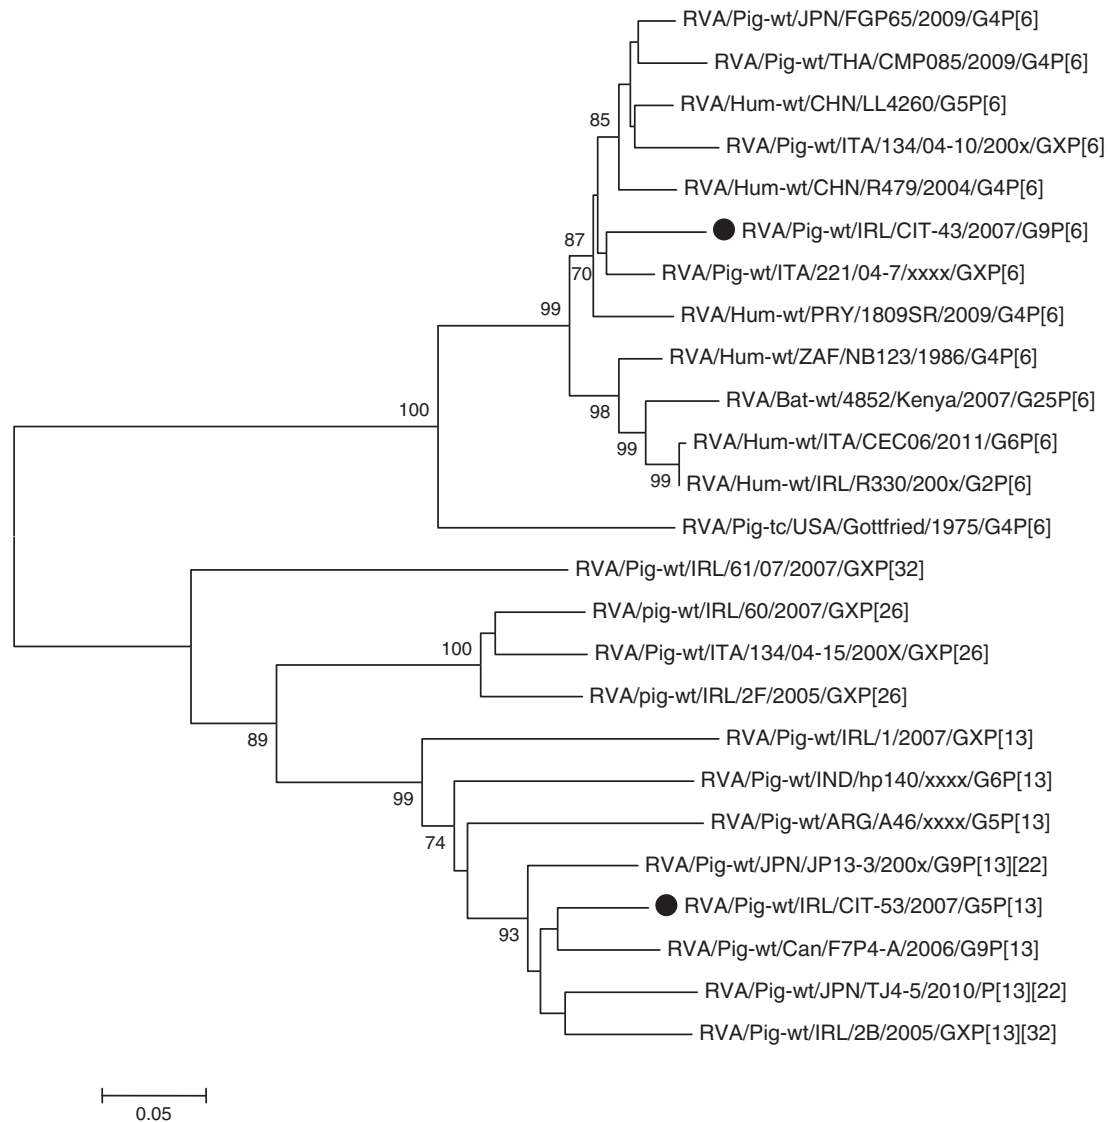 RVA/Pig-wt/JPN/FGP65/2009/G4P[6]
RVA/Pig-wt/THA/CMP085/2009/G4P[6]
RVA/Hum-wt/CHN/LL4260/G5P[6]
85
RVA/Pig-wt/ITA/134/04-10/200x/GXP[6]
RVA/Hum-wt/CHN/R479/2004/G4P[6]
RVA/Pig-wt/IRL/CIT-43/2007/G9P[6]
87
70
RVA/Pig-wt/ITA/221/04-7/xxxx/GXP[6]
99
RVA/Hum-wt/PRY/1809SR/2009/G4P[6]
RVA/Hum-wt/ZAF/NB123/1986/G4P[6]
RVA/Bat-wt/4852/Kenya/2007/G25P[6]
100
98
RVA/Hum-wt/ITA/CEC06/2011/G6P[6]
99
99
RVA/Hum-wt/IRL/R330/200x/G2P[6]
RVA/Pig-tc/USA/Gottfried/1975/G4P[6]
RVA/Pig-wt/IRL/61/07/2007/GXP[32]
RVA/pig-wt/IRL/60/2007/GXP[26]
100
RVA/Pig-wt/ITA/134/04-15/200X/GXP[26]
RVA/pig-wt/IRL/2F/2005/GXP[26]
89
RVA/Pig-wt/IRL/1/2007/GXP[13]
RVA/Pig-wt/IND/hp140/xxxx/G6P[13]
99
RVA/Pig-wt/ARG/A46/xxxx/G5P[13]
74
RVA/Pig-wt/JPN/JP13-3/200x/G9P[13][22]
RVA/Pig-wt/IRL/CIT-53/2007/G5P[13]
93
RVA/Pig-wt/Can/F7P4-A/2006/G9P[13]
RVA/Pig-wt/JPN/TJ4-5/2010/P[13][22]
RVA/Pig-wt/IRL/2B/2005/GXP[13][32]
0.05